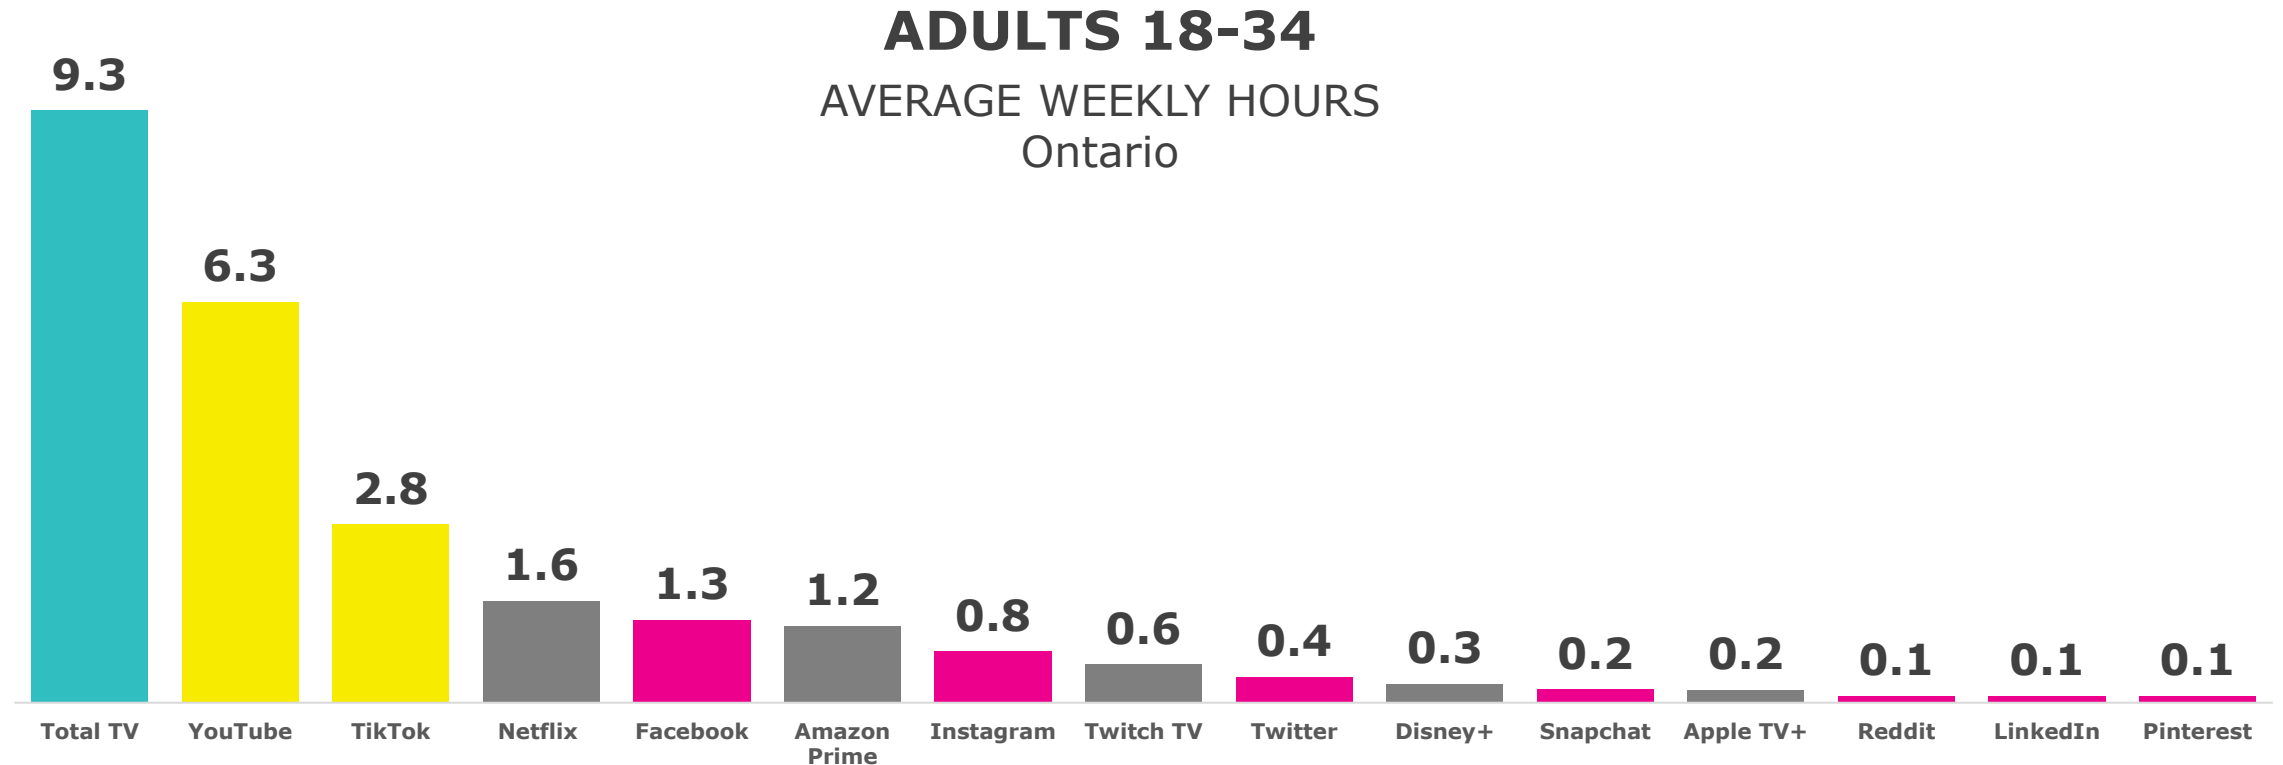 ADULTS 18-34
AVERAGE WEEKLY HOURS
Ontario
9.3
6.3
2.8
1.6
1.3
1.2
0.8
0.6
0.4
0.3
0.2
0.2
0.1
0.1
0.1
Total TV
YouTube
TikTok
Netflix
Facebook
Amazon
Prime
Instagram
Twitch TV
Twitter
Disney+
Snapchat
Apple TV+
Reddit
LinkedIn
Pinterest